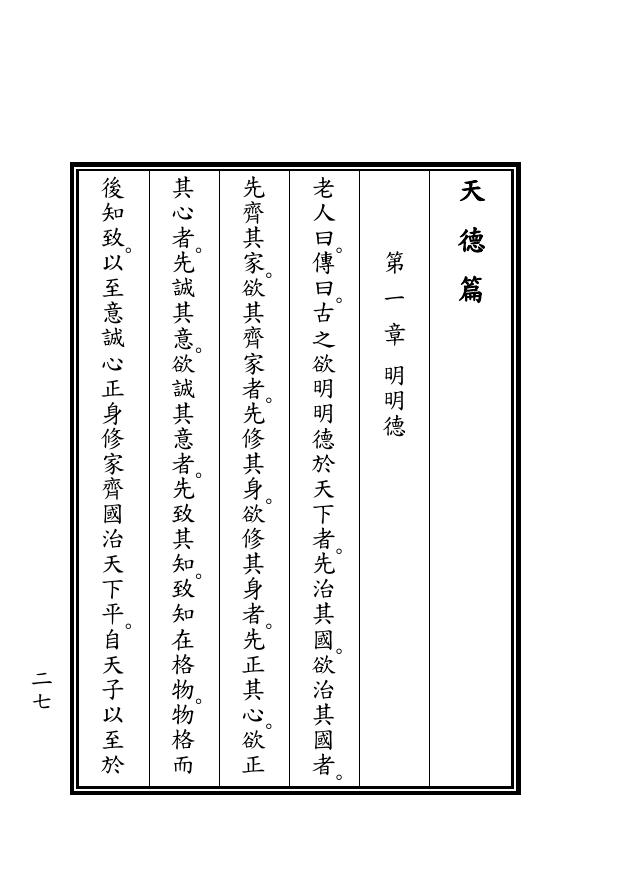 天德篇
第一章 明明德
老人曰。傳曰。古之欲明明德於天下者。先治其國。欲治其國者。
先齊其家。欲其齊家者。先修其身。欲修其身者。先正其心。欲正
其心者。先誠其意。欲誠其意者。先致其知。致知在格物。物格而
後知致。以至意誠心正身修家齊國治天下平。自天子以至於
二七